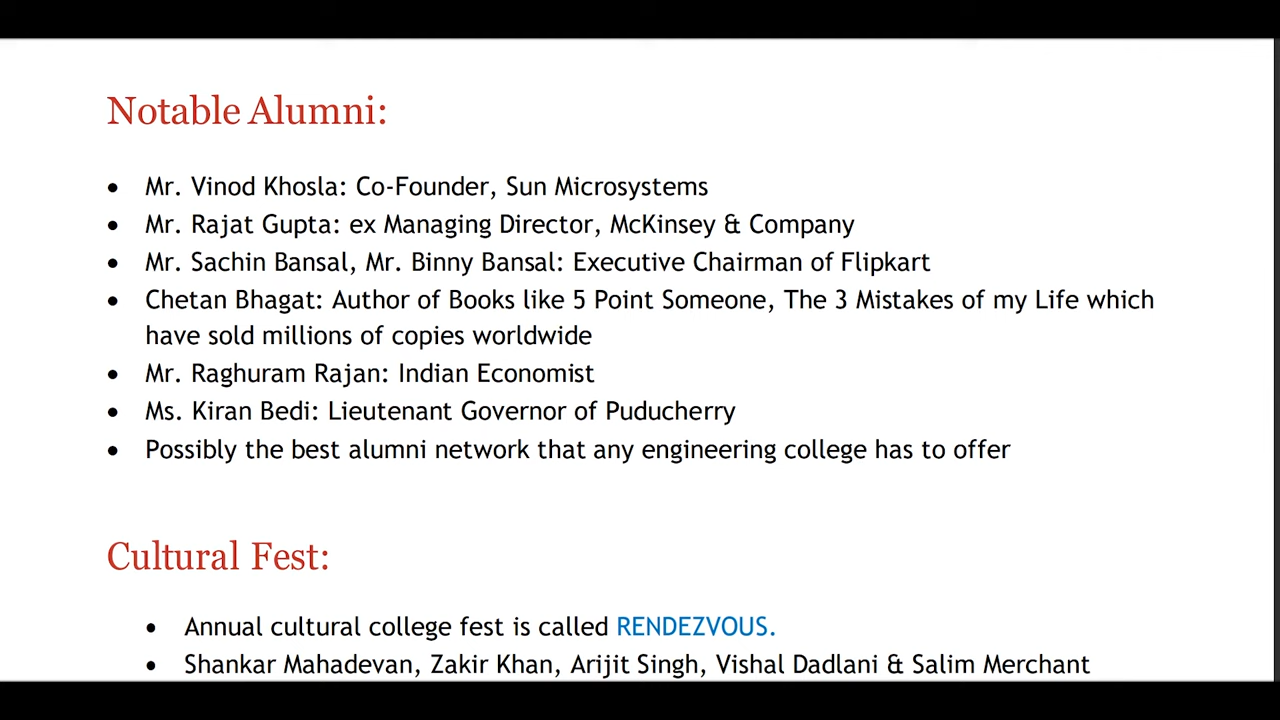 Notable Alumni:
• Mr. Vinod Khosla: Co-Founder, Sun Microsystems
• Mr. Rajat Gupta: ex Managing Director, McKinsey & Company
• Mr. Sachin Bansal, Mr. Binny Bansal: Executive Chairman of Flipkart
• Chetan Bhagat: Author of Books like 5 Point Someone, The 3 Mistakes of my Life which
have sold millions of copies worldwide
• Mr. Raghuram Rajan: Indian Economist
• Ms. Kiran Bedi: Lieutenant Governor of Puducherry
• Possibly the best alumni network that any engineering college has to offer
Cultural Fest:
• Annual cultural college fest is called RENDEZVOUS.
• Shankar Mahadevan, Zakir Khan, Arijit Singh, Vishal Dadlani & Salim Merchant